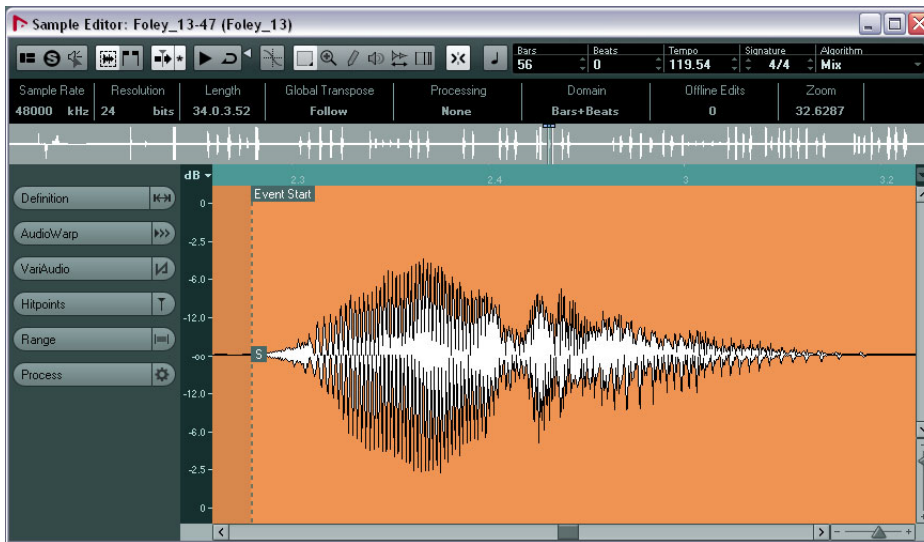 Sample Editor: Foley_13-47 (Foley_13)
Bars Beats Tempo Signature Algorithm
56 0 119.54 4/4 Mix
Sample Rate Resolution Length Global Transpose Processing Domain Offline Edits Zoom
48000 kHz 24 bits 34.0.3.52 Follow None Bars+Beats 0 32.6287
dB 2.3 2.4 3 3.2
Event Start
Definition
AudioWarp
VariAudio
Hitpoints
Range
Process
0
-2.5
-6.0
-12.0
-oo
-12.0
-6.0
-2.5
0
S